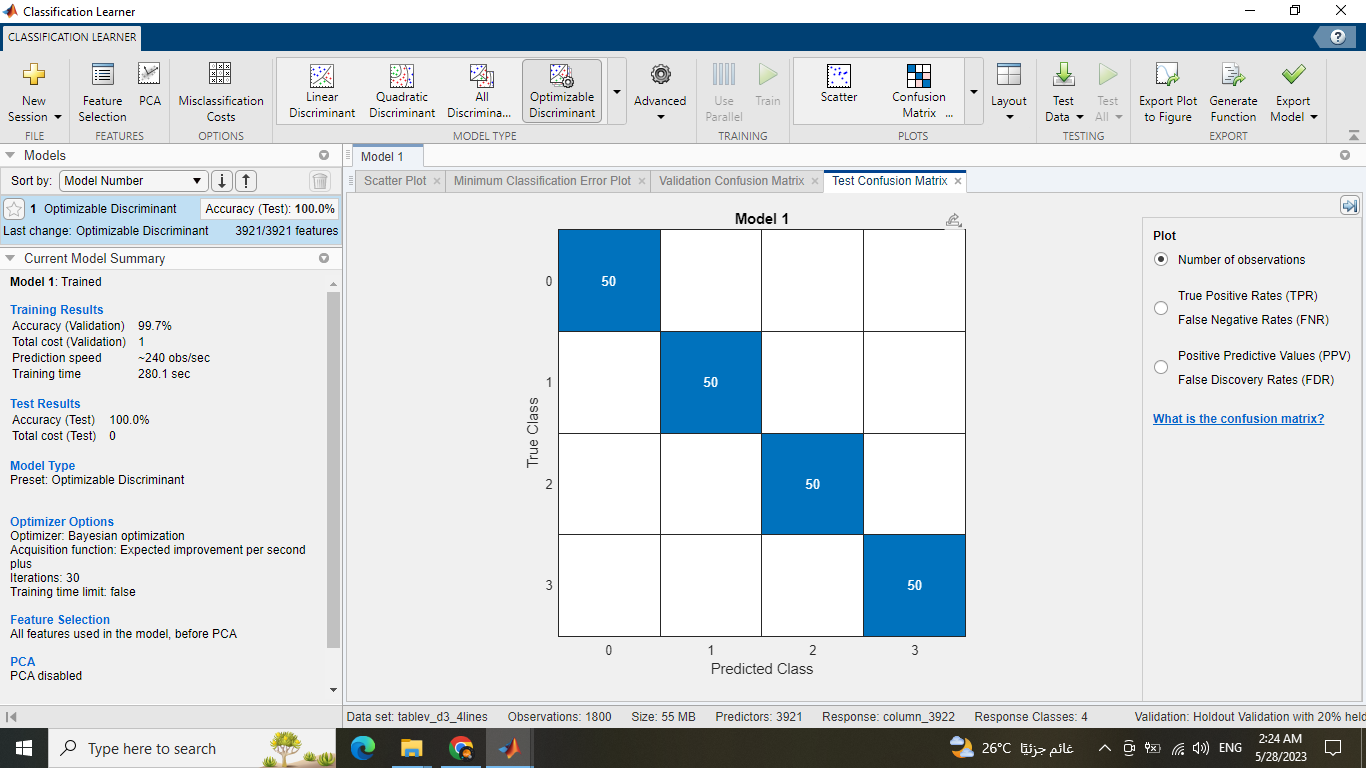 Classification Learner
CLASSIFICATION LEARNER
New Session
Feature Selection
PCA
Misclassification Costs
Linear Discriminant
Quadratic Discriminant
All Discrimina...
Optimizable Discriminant
Advanced
Use Parallel
Train
Scatter
Confusion Matrix ...
Layout
Test Data
Test All
Export Plot to Figure
Generate Function
Export Model
FILE
FEATURES
OPTIONS
MODEL TYPE
TRAINING
PLOTS
TESTING
EXPORT
Models
Sort by: Model Number
1 Optimizable Discriminant Accuracy (Test): 100.0%
Last change: Optimizable Discriminant 3921/3921 features
Current Model Summary
Model 1: Trained
Training Results
Accuracy (Validation) 99.7%
Total cost (Validation) 1
Prediction speed ~240 obs/sec
Training time 280.1 sec
Test Results
Accuracy (Test) 100.0%
Total cost (Test) 0
Model Type
Preset: Optimizable Discriminant
Optimizer Options
Optimizer: Bayesian optimization
Acquisition function: Expected improvement per second
plus
Iterations: 30
Training time limit: false
Feature Selection
All features used in the model, before PCA
PCA
PCA disabled
Model 1
Scatter Plot
Minimum Classification Error Plot
Validation Confusion Matrix
Test Confusion Matrix
Model 1
0 50
1 50
2 50
3 50
True Class
0 1 2 3
Predicted Class
Plot
Number of observations
True Positive Rates (TPR)
False Negative Rates (FNR)
Positive Predictive Values (PPV)
False Discovery Rates (FDR)
What is the confusion matrix?
Data set: tablev_d3_4lines Observations: 1800 Size: 55 MB Predictors: 3921 Response: column_3922 Response Classes: 4 Validation: Holdout Validation with 20% held
Type here to search
26°C غائم جزئيًا
ENG
2:24 AM
5/28/2023